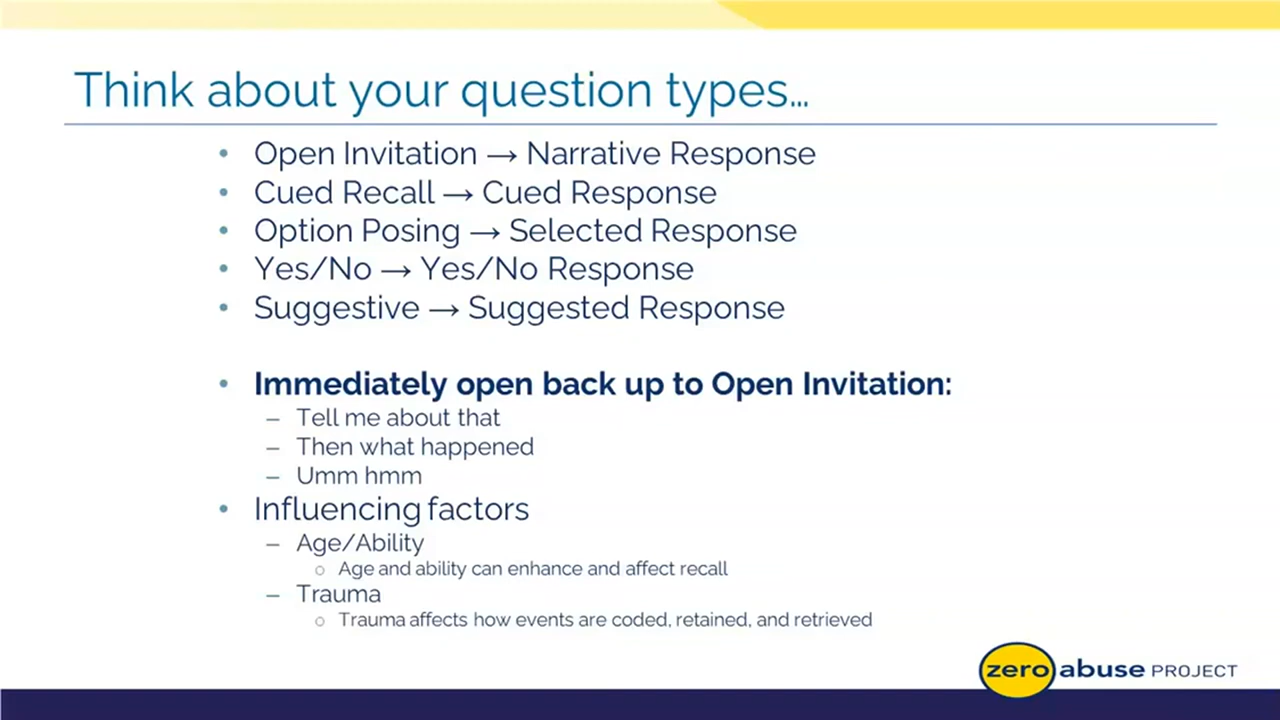 Think about your question types...
• Open Invitation → Narrative Response
• Cued Recall → Cued Response
• Option Posing → Selected Response
• Yes/No → Yes/No Response
• Suggestive → Suggested Response
• Immediately open back up to Open Invitation:
– Tell me about that
– Then what happened
– Umm hmm
• Influencing factors
– Age/Ability
○ Age and ability can enhance and affect recall
– Trauma
○ Trauma affects how events are coded, retained, and retrieved
zero abuse PROJECT